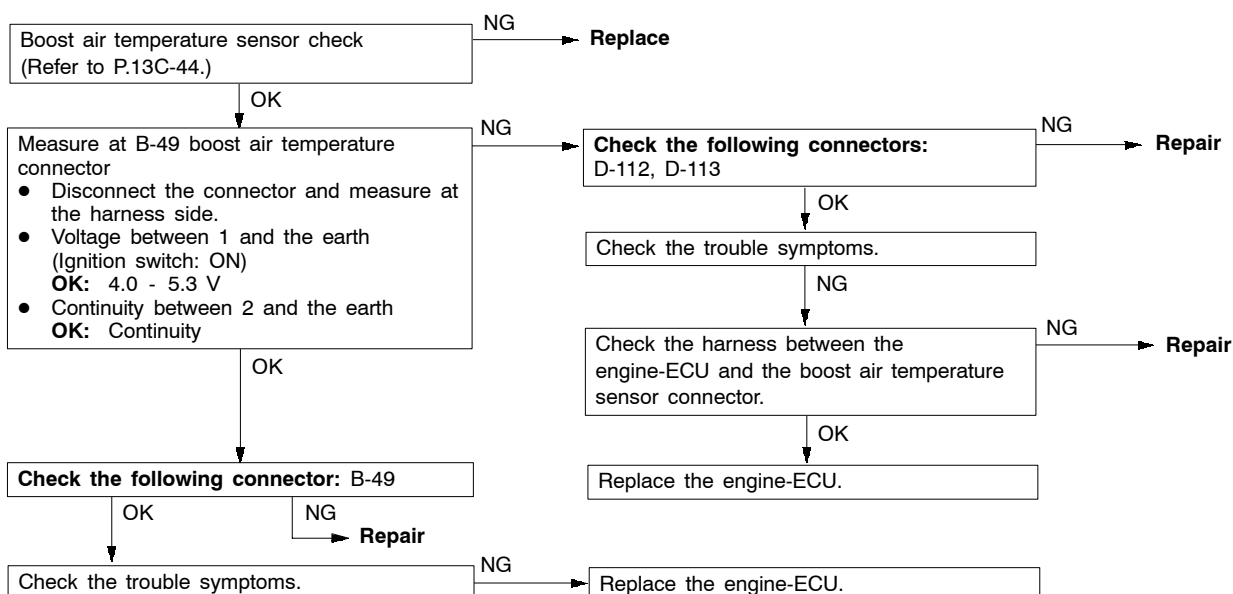 Boost air temperature sensor check
(Refer to P.13C-44.)
NG
Replace
OK
Measure at B-49 boost air temperature
connector
● Disconnect the connector and measure at
the harness side.
● Voltage between 1 and the earth
(Ignition switch: ON)
OK: 4.0 - 5.3 V
● Continuity between 2 and the earth
OK: Continuity
NG
Check the following connectors:
D-112, D-113
NG
Repair
OK
Check the trouble symptoms.
NG
Check the harness between the
engine-ECU and the boost air temperature
sensor connector.
NG
Repair
OK
Replace the engine-ECU.
OK
Check the following connector: B-49
OK
NG
Repair
Check the trouble symptoms.
NG
Replace the engine-ECU.